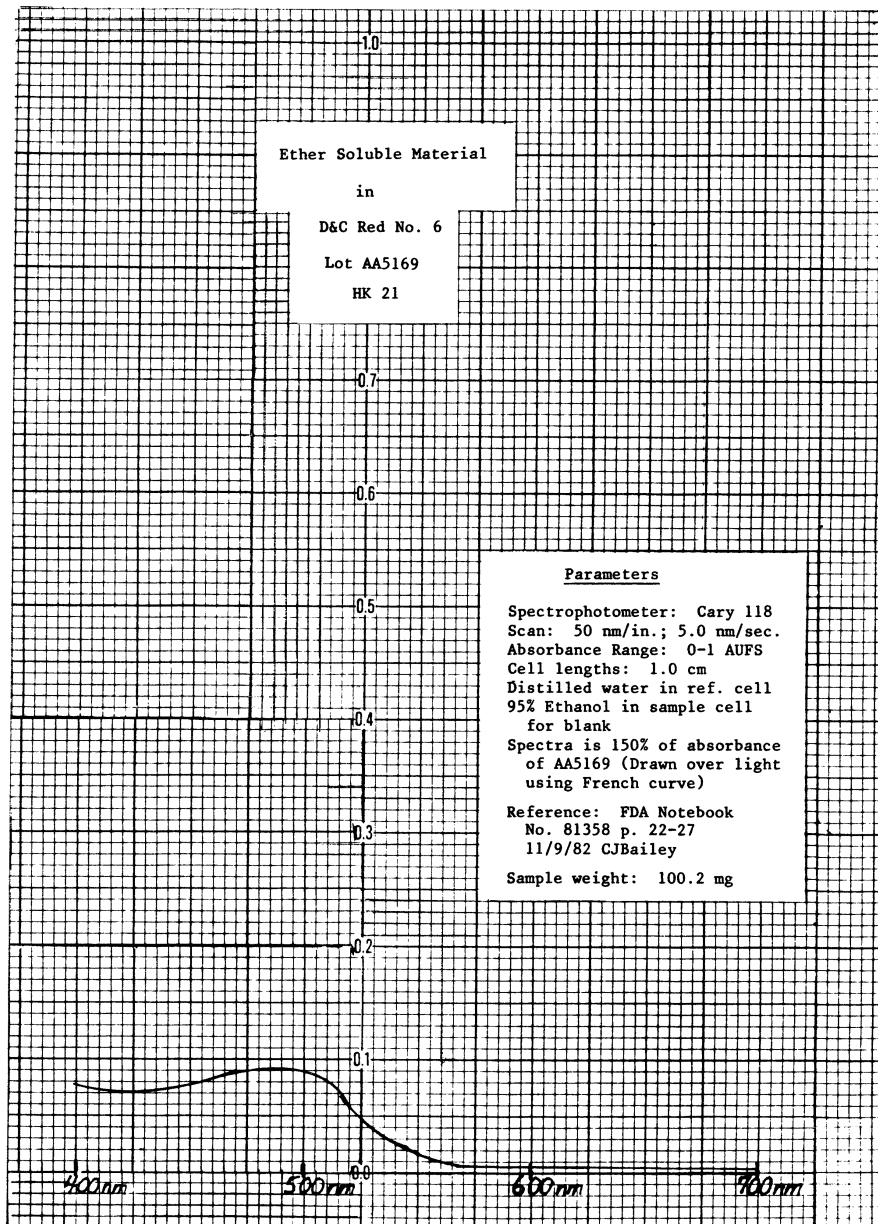 1.0
Ether Soluble Material
in
D&C Red No. 6
Lot AA5169
HK 21
0.7
0.6
0.5
Parameters
Spectrophotometer: Cary 118
Scan: 50 nm/in.; 5.0 nm/sec.
Absorbance Range: 0-1 AUFS
Cell lengths: 1.0 cm
Distilled water in ref. cell
95% Ethanol in sample cell
for blank
Spectra is 150% of absorbance
of AA5169 (Drawn over light
using French curve)
Reference: FDA Notebook
No. 81358 p. 22-27
11/9/82 CJBailey
Sample weight: 100.2 mg
0.4
0.3
0.2
0.1
0.0
400nm 500nm 600nm 700nm